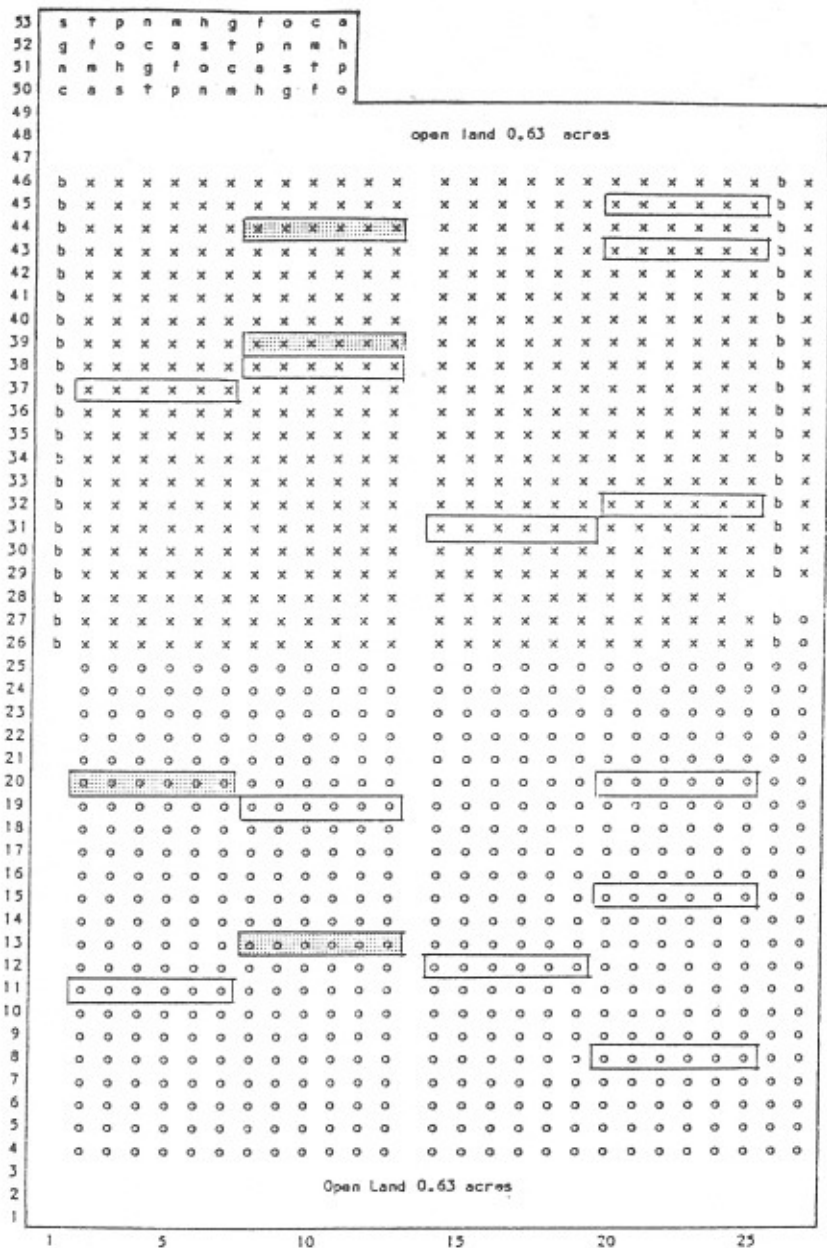 53 s t p n m h g f o c a
52 g f o c a s t p n m h
51 n m h g f o c a s t p
50 c a s t p n m h g f o
49
48 open land 0.63 acres
47
46 b x x x x x x x x x x x x x x x x x x x x x x x x b x
45 b x x x x x x x x x x x x x x x x x x x x x x x x b x
44 b x x x x x x x x x x x x x x x x x x x x x x x x b x
43 b x x x x x x x x x x x x x x x x x x x x x x x x b x
42 b x x x x x x x x x x x x x x x x x x x x x x x x b x
41 b x x x x x x x x x x x x x x x x x x x x x x x x b x
40 b x x x x x x x x x x x x x x x x x x x x x x x x b x
39 b x x x x x x x x x x x x x x x x x x x x x x x x b x
38 b x x x x x x x x x x x x x x x x x x x x x x x x b x
37 b x x x x x x x x x x x x x x x x x x x x x x x x b x
36 b x x x x x x x x x x x x x x x x x x x x x x x x b x
35 b x x x x x x x x x x x x x x x x x x x x x x x x b x
34 b x x x x x x x x x x x x x x x x x x x x x x x x b x
33 b x x x x x x x x x x x x x x x x x x x x x x x x b x
32 b x x x x x x x x x x x x x x x x x x x x x x x x b x
31 b x x x x x x x x x x x x x x x x x x x x x x x x b x
30 b x x x x x x x x x x x x x x x x x x x x x x x x b x
29 b x x x x x x x x x x x x x x x x x x x x x x x x b x
28 b x x x x x x x x x x x x x x x x x x x x x x x
27 b x x x x x x x x x x x x x x x x x x x x x x x x b o
26 b x x x x x x x x x x x x x x x x x x x x x x x x b o
25 o o o o o o o o o o o o o o o o o o o o o o o o o o
24 o o o o o o o o o o o o o o o o o o o o o o o o o o
23 o o o o o o o o o o o o o o o o o o o o o o o o o o
22 o o o o o o o o o o o o o o o o o o o o o o o o o o
21 o o o o o o o o o o o o o o o o o o o o o o o o o o
20 o o o o o o o o o o o o o o o o o o o o o o o o o o
19 o o o o o o o o o o o o o o o o o o o o o o o o o o
18 o o o o o o o o o o o o o o o o o o o o o o o o o o
17 o o o o o o o o o o o o o o o o o o o o o o o o o o
16 o o o o o o o o o o o o o o o o o o o o o o o o o o
15 o o o o o o o o o o o o o o o o o o o o o o o o o o
14 o o o o o o o o o o o o o o o o o o o o o o o o o o
13 o o o o o o o o o o o o o o o o o o o o o o o o o o
12 o o o o o o o o o o o o o o o o o o o o o o o o o o
11 o o o o o o o o o o o o o o o o o o o o o o o o o o
10 o o o o o o o o o o o o o o o o o o o o o o o o o o
9 o o o o o o o o o o o o o o o o o o o o o o o o o o
8 o o o o o o o o o o o o o o o o o o o o o o o o o o
7 o o o o o o o o o o o o o o o o o o o o o o o o o o
6 o o o o o o o o o o o o o o o o o o o o o o o o o o
5 o o o o o o o o o o o o o o o o o o o o o o o o o o
4 o o o o o o o o o o o o o o o o o o o o o o o o o o
3
2 Open Land 0.63 acres
1
1 5 10 15 20 25